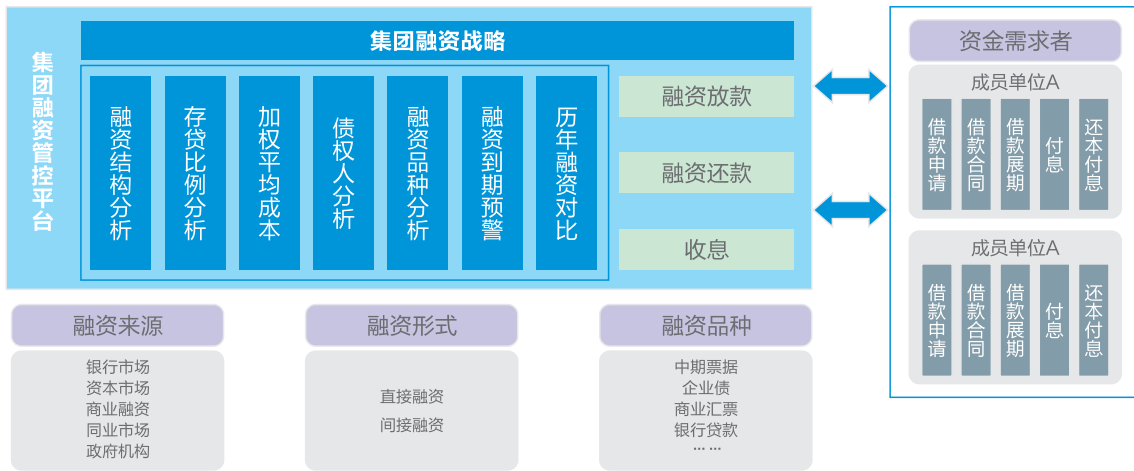 集团融资管控平台
集团融资战略
融资结构分析
存贷比例分析
加权平均成本
债权人分析
融资品种分析
融资到期预警
历年融资对比
融资放款
融资还款
收息
资金需求者
成员单位A
借款申请
借款合同
借款展期
付息
还本付息
成员单位A
借款申请
借款合同
借款展期
付息
还本付息
融资来源
银行市场
资本市场
商业融资
同业市场
政府机构
融资形式
直接融资
间接融资
融资品种
中期票据
企业债
商业汇票
银行贷款
... ...